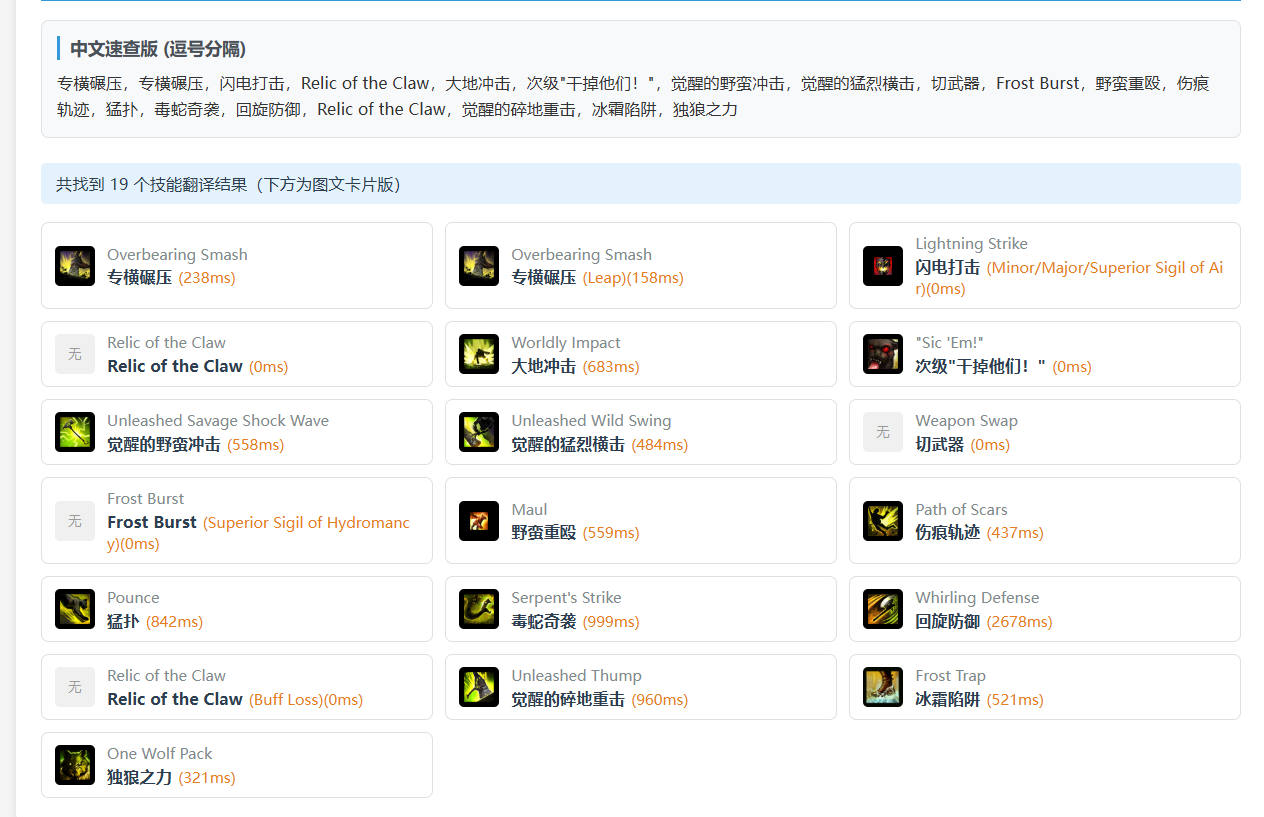 中文速查版 (逗号分隔)
专横碾压，专横碾压，闪电打击，Relic of the Claw，大地冲击，次级"干掉他们！"，觉醒的野蛮冲击，觉醒的猛烈横击，切武器，Frost Burst，野蛮重殴，伤痕
轨迹，猛扑，毒蛇奇袭，回旋防御，Relic of the Claw，觉醒的碎地重击，冰霜陷阱，独狼之力
共找到 19 个技能翻译结果（下方为图文卡片版）
Overbearing Smash
专横碾压 (238ms)
Overbearing Smash
专横碾压 (Leap)(158ms)
Lightning Strike
闪电打击 (Minor/Major/Superior Sigil of Ai
r)(0ms)
无
Relic of the Claw
Relic of the Claw (0ms)
Worldly Impact
大地冲击 (683ms)
"Sic 'Em!"
次级"干掉他们！" (0ms)
Unleashed Savage Shock Wave
觉醒的野蛮冲击 (558ms)
Unleashed Wild Swing
觉醒的猛烈横击 (484ms)
无
Weapon Swap
切武器 (0ms)
无
Frost Burst
Frost Burst (Superior Sigil of Hydromanc
y)(0ms)
Maul
野蛮重殴 (559ms)
Path of Scars
伤痕轨迹 (437ms)
Pounce
猛扑 (842ms)
Serpent's Strike
毒蛇奇袭 (999ms)
Whirling Defense
回旋防御 (2678ms)
无
Relic of the Claw
Relic of the Claw (Buff Loss)(0ms)
Unleashed Thump
觉醒的碎地重击 (960ms)
Frost Trap
冰霜陷阱 (521ms)
One Wolf Pack
独狼之力 (321ms)